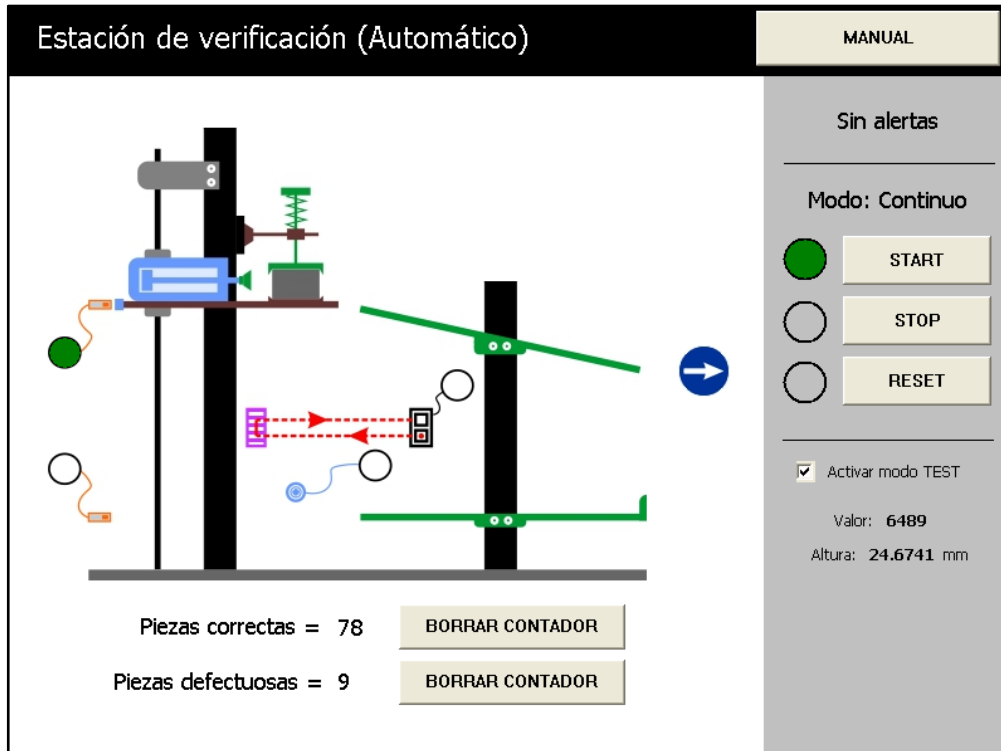 Estación de verificación (Automático)
MANUAL
Sin alertas
Modo: Continuo
START
STOP
RESET
Activar modo TEST
Valor: 6489
Altura: 24.6741 mm
Piezas correctas = 78
BORRAR CONTADOR
Piezas defectuosas = 9
BORRAR CONTADOR